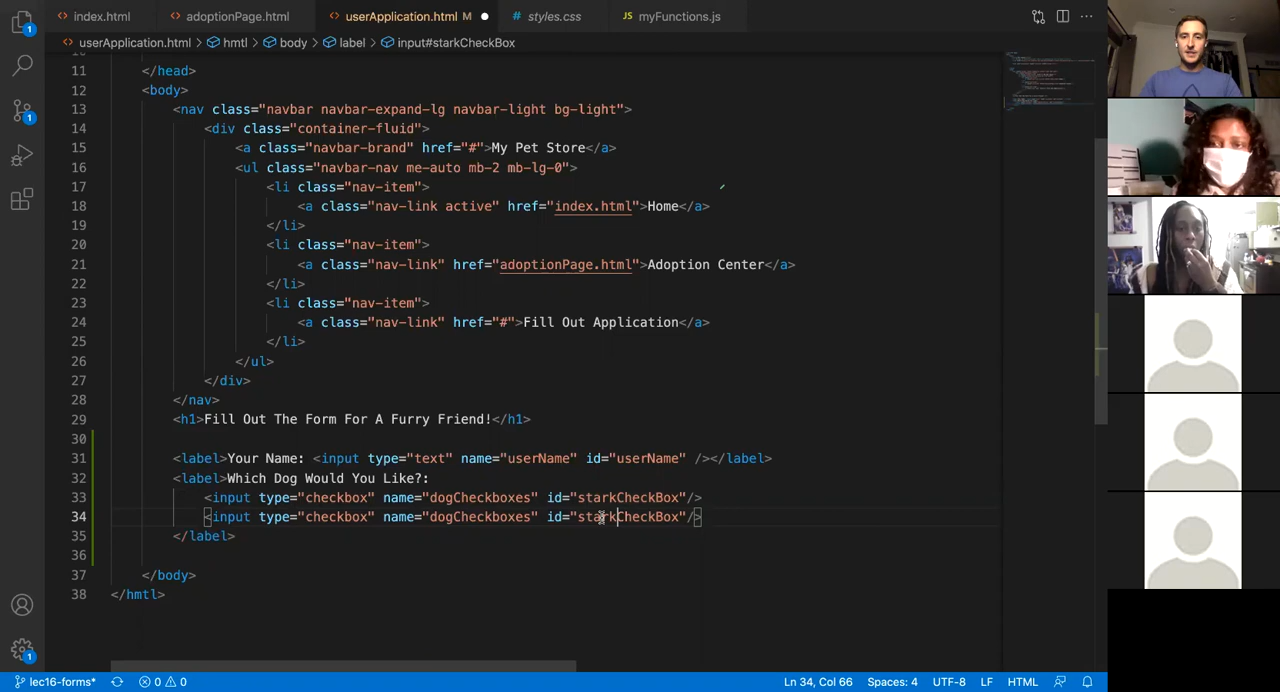 index.html
adoptionPage.html
userApplication.html M
styles.css
JS myFunctions.js
userApplication.html > hmtl > body > label > input#starkCheckBox
11 </head>
12 <body>
13 <nav class="navbar navbar-expand-lg navbar-light bg-light">
14 <div class="container-fluid">
15 <a class="navbar-brand" href="#">My Pet Store</a>
16 <ul class="navbar-nav me-auto mb-2 mb-lg-0">
17 <li class="nav-item">
18 <a class="nav-link active" href="index.html">Home</a>
19 </li>
20 <li class="nav-item">
21 <a class="nav-link" href="adoptionPage.html">Adoption Center</a>
22 </li>
23 <li class="nav-item">
24 <a class="nav-link" href="#">Fill Out Application</a>
25 </li>
26 </ul>
27 </div>
28 </nav>
29 <h1>Fill Out The Form For A Furry Friend!</h1>
30
31 <label>Your Name: <input type="text" name="userName" id="userName" /></label>
32 <label>Which Dog Would You Like?:
33 <input type="checkbox" name="dogCheckboxes" id="starkCheckBox"/>
34 <input type="checkbox" name="dogCheckboxes" id="starkCheckBox"/>
35 </label>
36
37 </body>
38 </hmtl>
1
1
1
lec16-forms* 0 0 Ln 34, Col 66 Spaces: 4 UTF-8 LF HTML